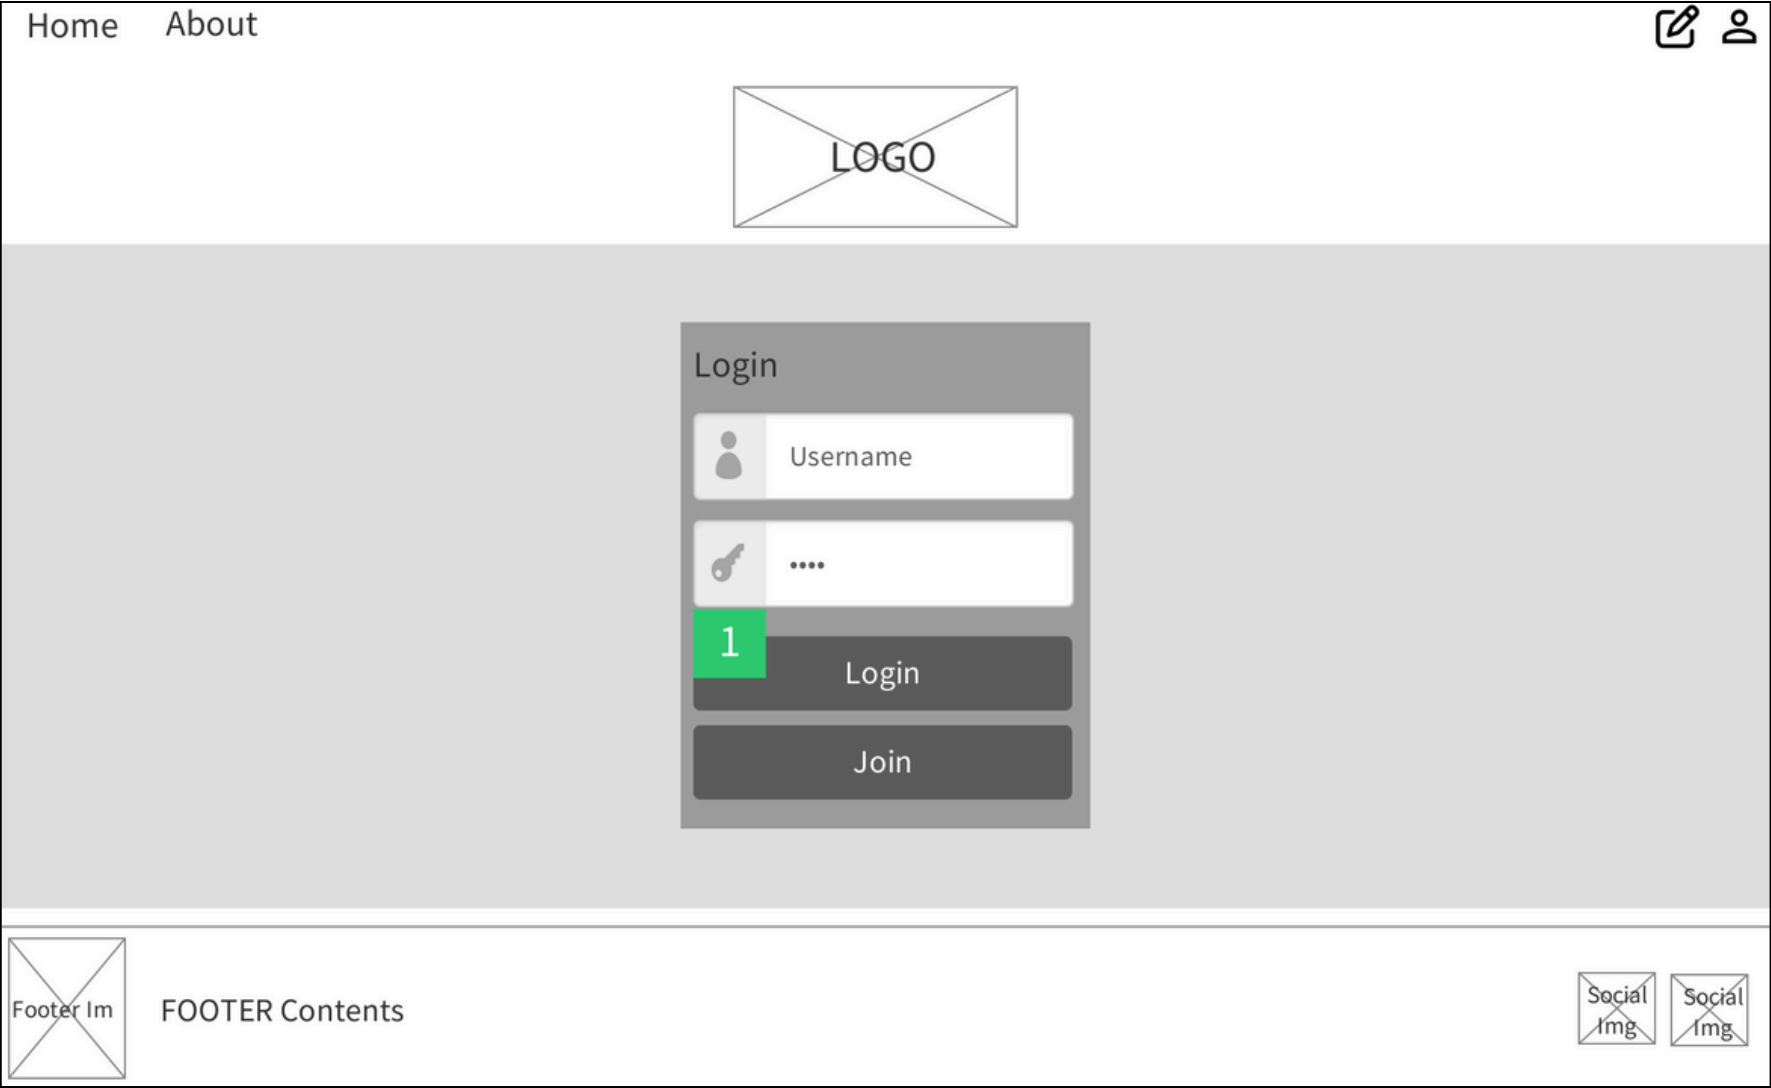 Home About
LOGO
Login
Username
••••
1
Login
Join
Footer Im
FOOTER Contents
Social
Img
Social
Img